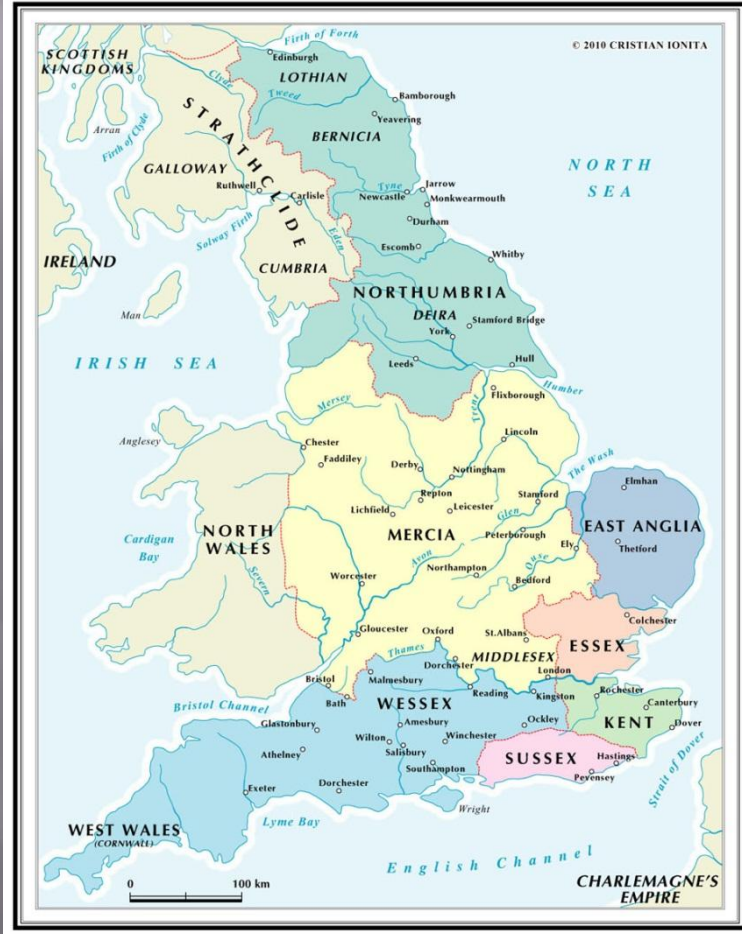 © 2010 CRISTIAN IONITA
SCOTTISH
KINGDOMS
Firth of Forth
Edinburgh
LOTHIAN
Clyde
Tweed
Bamborough
Yeavering
BERNICIA
Arran
Firth of Clyde
STRATHCLIDE
GALLOWAY
NORTH
SEA
Ruthwell
Carlisle
Tyne
Newcastle
Jarrow
Monkwearmouth
Durham
Solway Firth
Eden
Escomb
Whitby
IRELAND
CUMBRIA
NORTHUMBRIA
DEIRA
Man
Stamford Bridge
York
IRISH SEA
Leeds
Hull
Humber
Flixborough
Mersey
Trenr
Lincoln
Anglesey
Chester
Faddiley
Derby
Nottingham
The Wash
Elmhan
Repton
Stamford
Lichfield
Leicester
Glen
EAST ANGLIA
NORTH
WALES
MERCIA
Peterborough
Cardigan
Bay
Ely
Thetford
Avon
Severn
Worcester
Northampton
Ouse
Bedford
Colchester
Gloucester
Oxford
St.Albans
ESSEX
Thames
Dorchester
MIDDLESEX
London
Bristol
Malmesbury
Bath
Reading
Kingston
Rochester
WESSEX
Canterbury
Bristol Channel
Amesbury
KENT
Glastonbury
Ockley
Dover
Wilton
Winchester
Athelney
Salisbury
SUSSEX
Hastings
Southampton
Pevensey
Strait of Dover
Exeter
Dorchester
Wright
WEST WALES
(CORNWALL)
Lyme Bay
English Channel
0 100 km
CHARLEMAGNE'S
EMPIRE